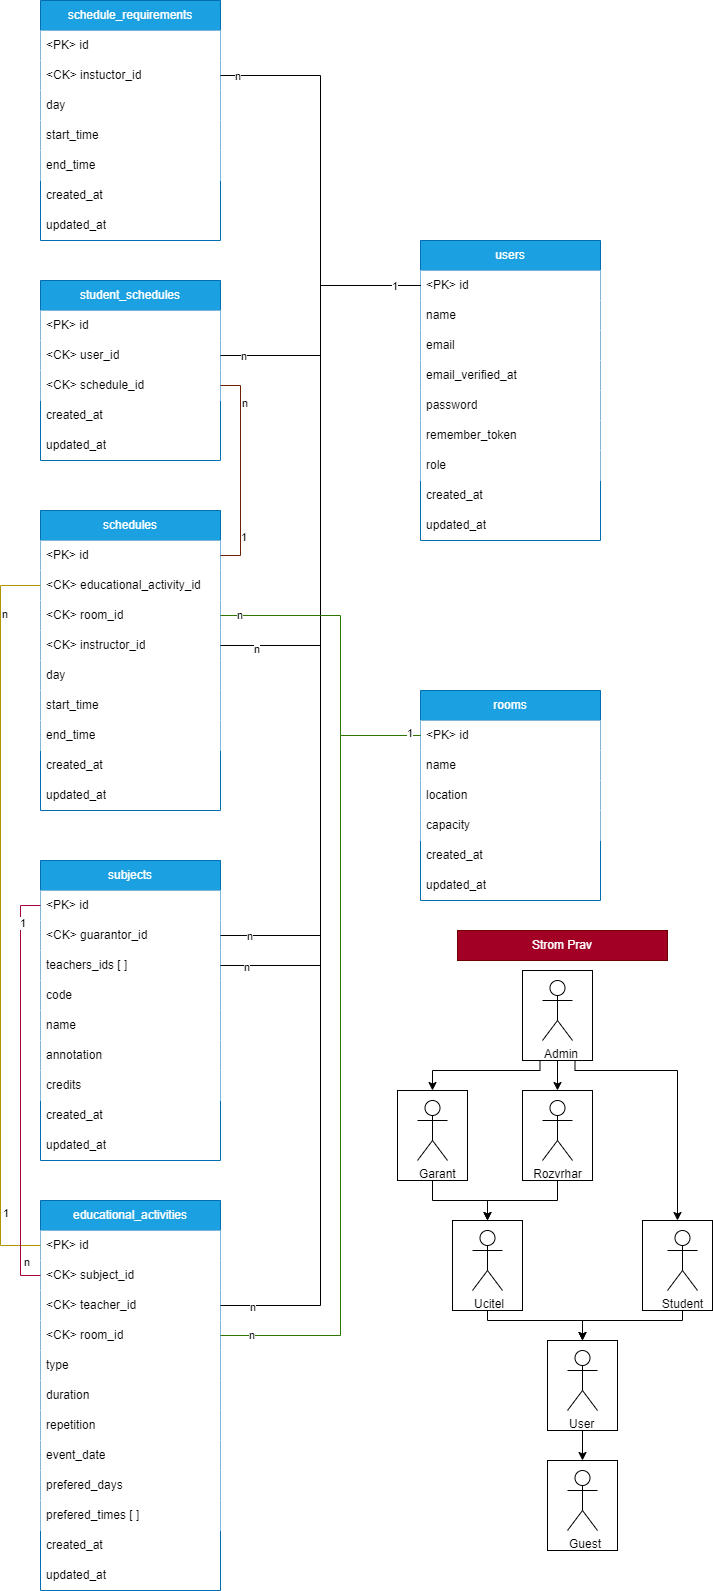 schedule_requirements
<PK> id
<CK> instuctor_id
n
day
start_time
end_time
created_at
updated_at
student_schedules
<PK> id
<CK> user_id
n
<CK> schedule_id
n
created_at
updated_at
schedules
1
<PK> id
<CK> educational_activity_id
n
<CK> room_id
n
<CK> instructor_id
n
day
start_time
end_time
created_at
updated_at
subjects
<PK> id
1
<CK> guarantor_id
n
teachers_ids [ ]
n
code
name
annotation
credits
created_at
updated_at
educational_activities
1
<PK> id
n
<CK> subject_id
<CK> teacher_id
n
<CK> room_id
n
type
duration
repetition
event_date
prefered_days
prefered_times [ ]
created_at
updated_at
users
1
<PK> id
name
email
email_verified_at
password
remember_token
role
created_at
updated_at
rooms
1
<PK> id
name
location
capacity
created_at
updated_at
Strom Prav
Admin
Garant
Rozvrhar
Ucitel
Student
User
Guest